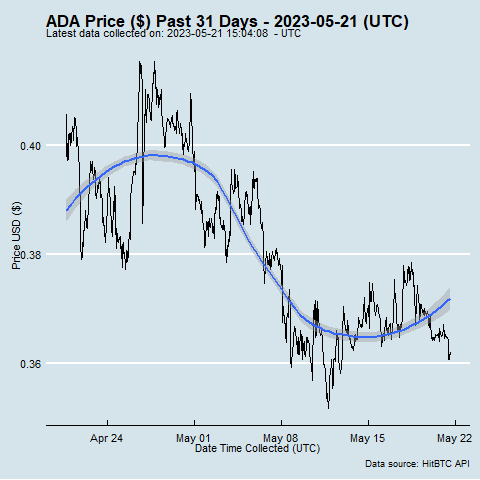 ADA Price ($) Past 31 Days - 2023-05-21 (UTC)
Latest data collected on: 2023-05-21 15:04:08 - UTC
0.40
0.38
0.36
Price USD ($)
Apr 24
May 01
May 08
May 15
May 22
Date Time Collected (UTC)
Data source: HitBTC API